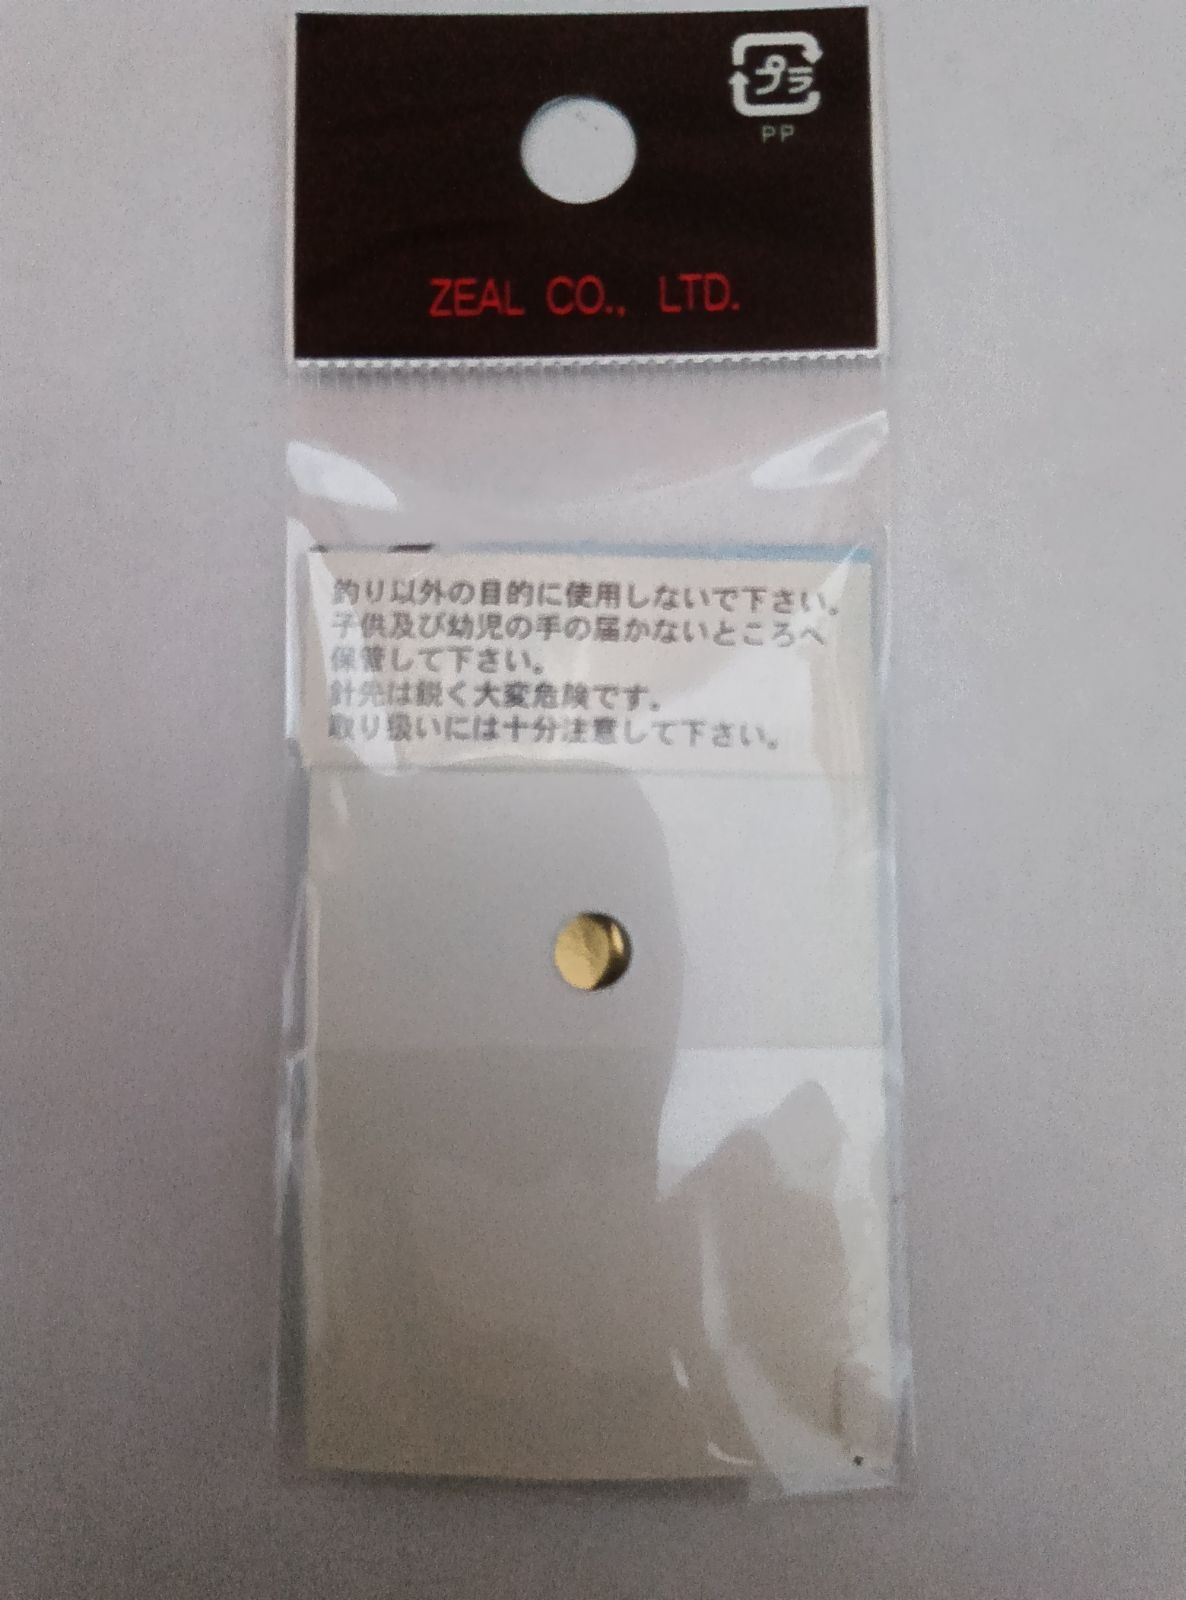 プラ
PP
ZEAL CO., LTD.
釣り以外の目的に使用しないで下さい。
子供及び幼児の手の届かないところへ
保管して下さい。
針先は鋭く大変危険です。
取り扱いには十分注意して下さい。